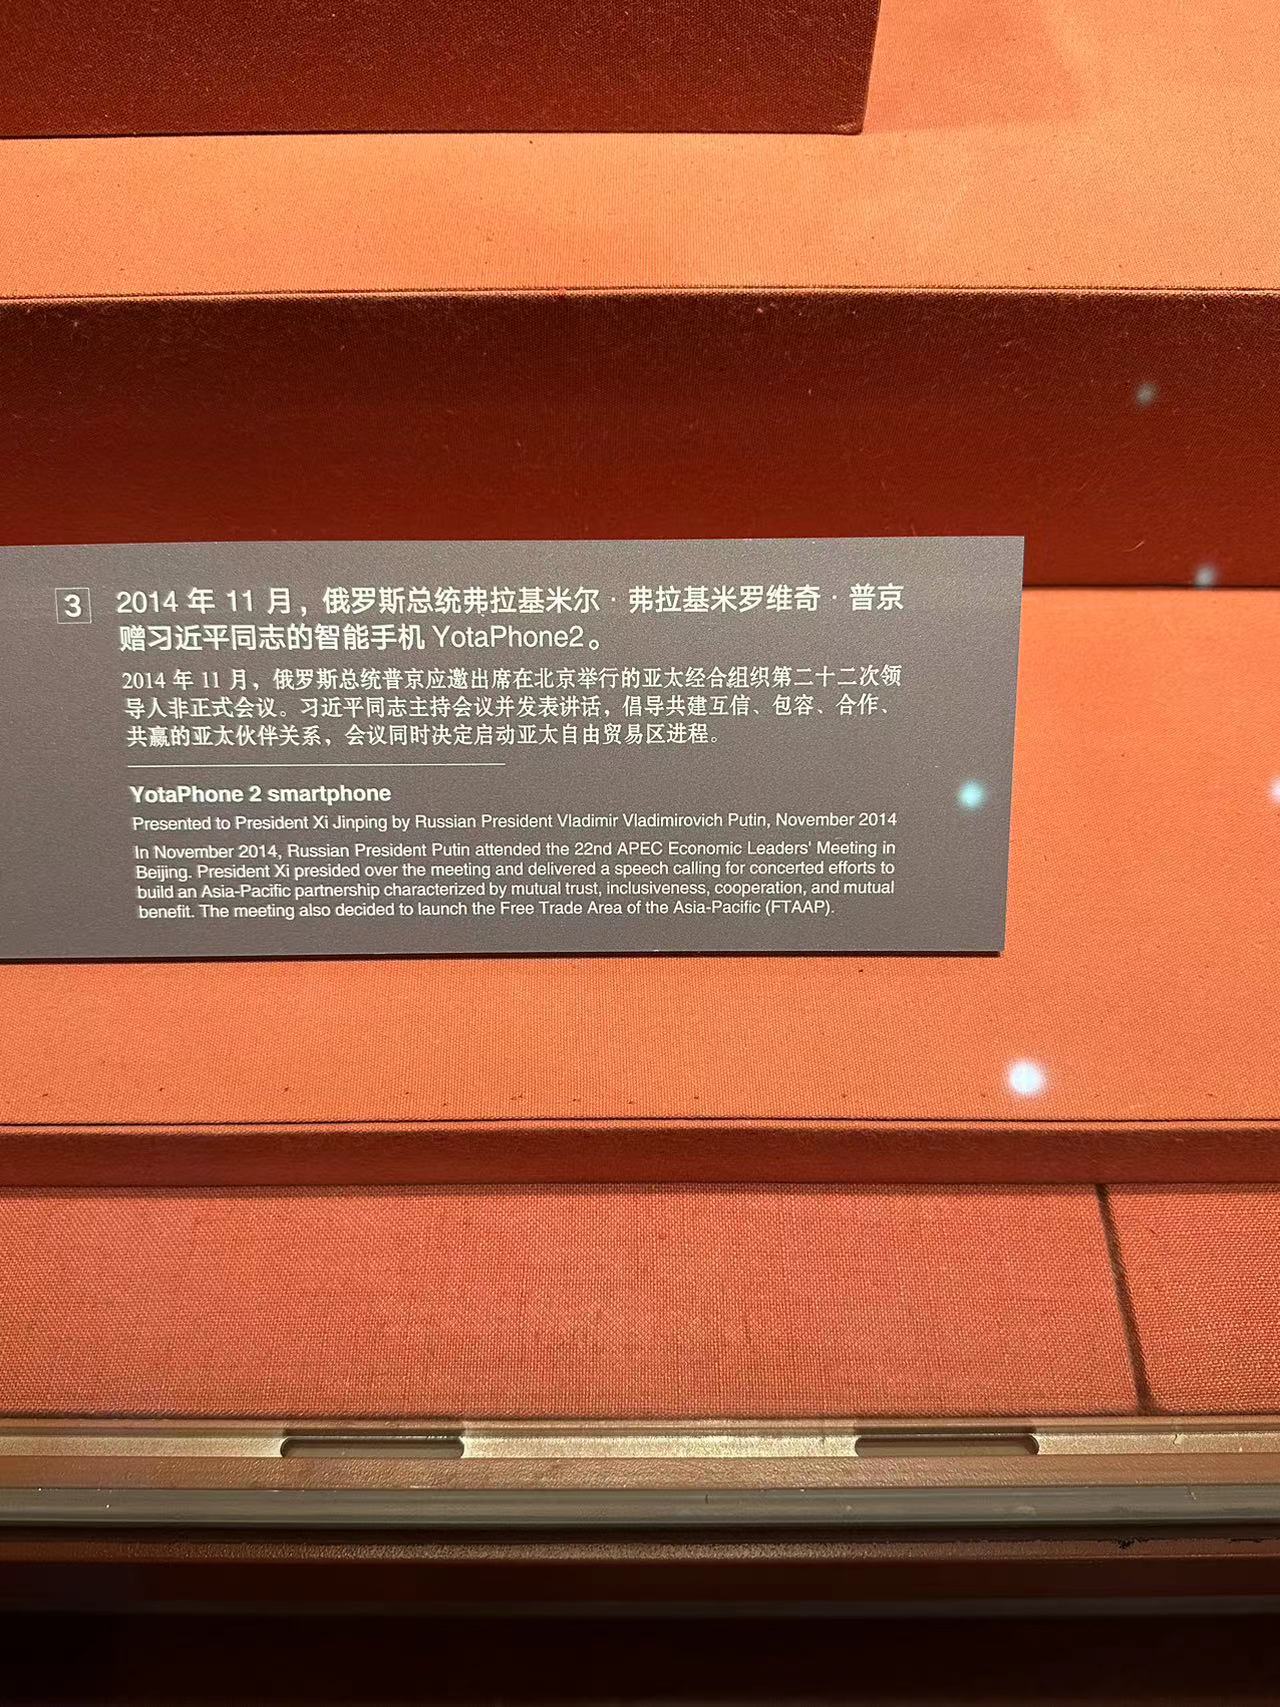 3 2014 年 11 月，俄罗斯总统弗拉基米尔·弗拉基米罗维奇·普京
赠习近平同志的智能手机 YotaPhone2。
2014 年 11 月，俄罗斯总统普京应邀出席在北京举行的亚太经合组织第二十二次领
导人非正式会议。习近平同志主持会议并发表讲话，倡导共建互信、包容、合作、
共赢的亚太伙伴关系，会议同时决定启动亚太自由贸易区进程。
YotaPhone 2 smartphone
Presented to President Xi Jinping by Russian President Vladimir Vladimirovich Putin, November 2014
In November 2014, Russian President Putin attended the 22nd APEC Economic Leaders' Meeting in
Beijing. President Xi presided over the meeting and delivered a speech calling for concerted efforts to
build an Asia-Pacific partnership characterized by mutual trust, inclusiveness, cooperation, and mutual
benefit. The meeting also decided to launch the Free Trade Area of the Asia-Pacific (FTAAP).